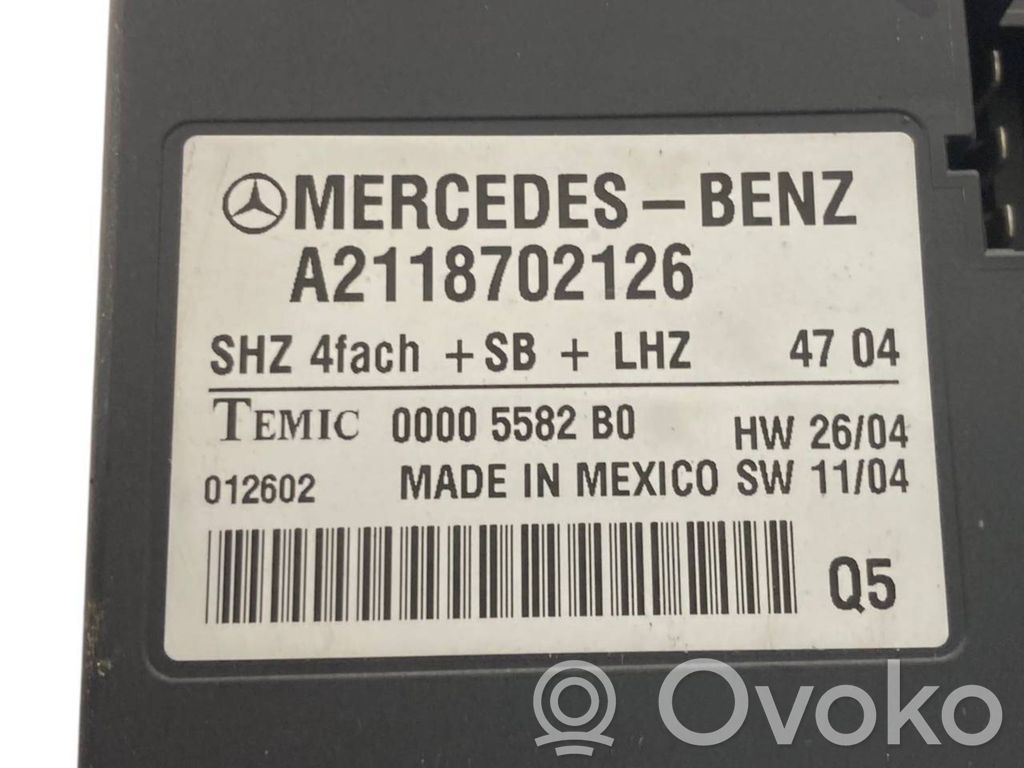 MERCEDES-BENZ
A2118702126
SHZ 4fach + SB + LHZ 47 04
TEMIC 0000 5582 B0 HW 26/04
012602 MADE IN MEXICO SW 11/04
Q5
OVOKO